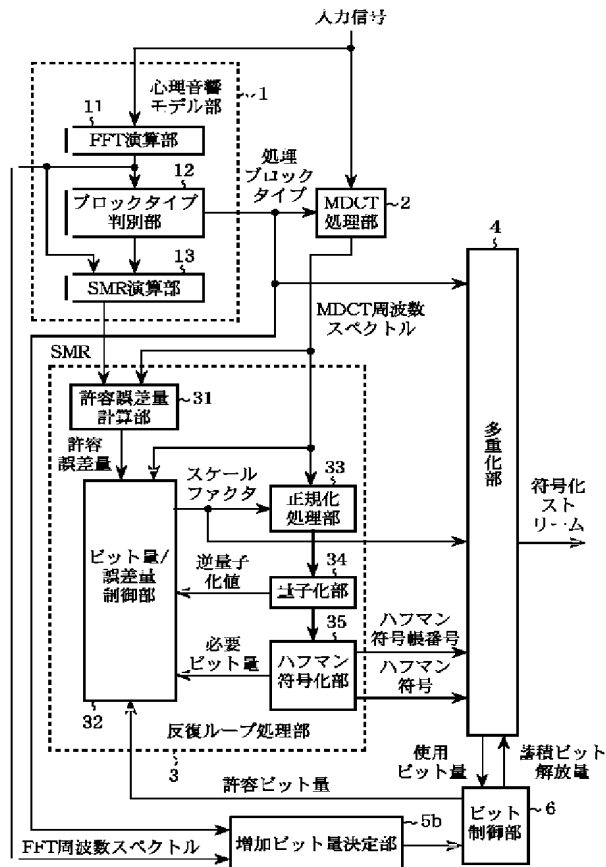 入力信号
心理音響
モデル部
1
11
FFT演算部
12
ブロックタイプ
判別部
13
SMR演算部
処理
ブロック
タイプ
MDCT
処理部
2
4
MDCT周波数
スペクトル
SMR
許容誤差量
計算部
31
許容
誤差量
スケール
ファクタ
33
正規化
処理部
多重化部
符号化
スト
リーム
ビット量/
誤差量
制御部
逆量子
化値
34
量子化部
35
必要
ビット量
ハフマン
符号化部
ハフマン
符号帳番号
ハフマン
符号
32
反復ループ処理部
3
使用
ビット量
蓄積ビット
解放量
許容ビット量
ビット
制御部
6
5b
FFT周波数スペクトル
増加ビット量決定部